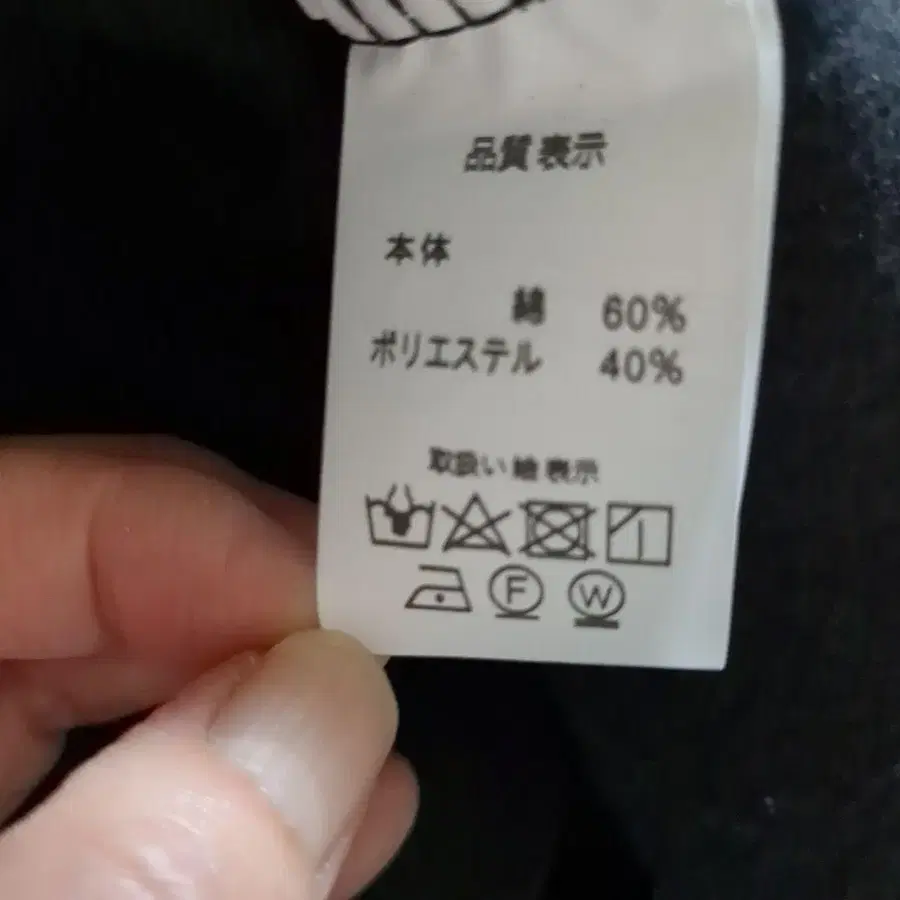 品質表示
本体
綿 60%
ポリエステル 40%
取扱い絵表示
F W